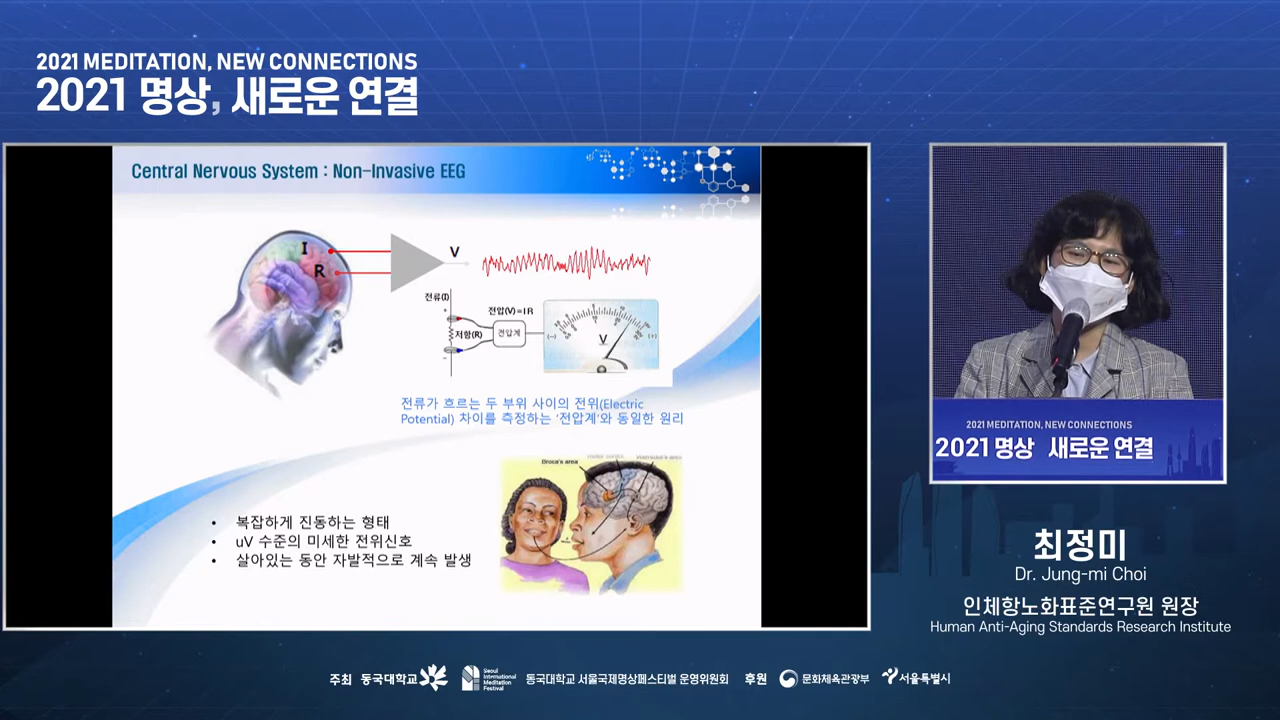 2021 MEDITATION, NEW CONNECTIONS
2021 명상, 새로운 연결
Central Nervous System : Non-Invasive EEG
I
R
V
전류(I)
저항(R)
전압(V)=IR
전압계
V
(-)
(+)
전류가 흐르는 두 부위 사이의 전위(Electric
Potential) 차이를 측정하는 '전압계'와 동일한 원리
Broca's area
• 복잡하게 진동하는 형태
• uV 수준의 미세한 전위신호
• 살아있는 동안 자발적으로 계속 발생
2021 MEDITATION, NEW CONNECTIONS
2021 명상 새로운 연결
최정미
Dr. Jung-mi Choi
인체항노화표준연구원 원장
Human Anti-Aging Standards Research Institute
주최 동국대학교
Seoul
International
Meditation
Festival
동국대학교 서울국제명상페스티벌 운영위원회
후원 문화체육관광부 서울특별시